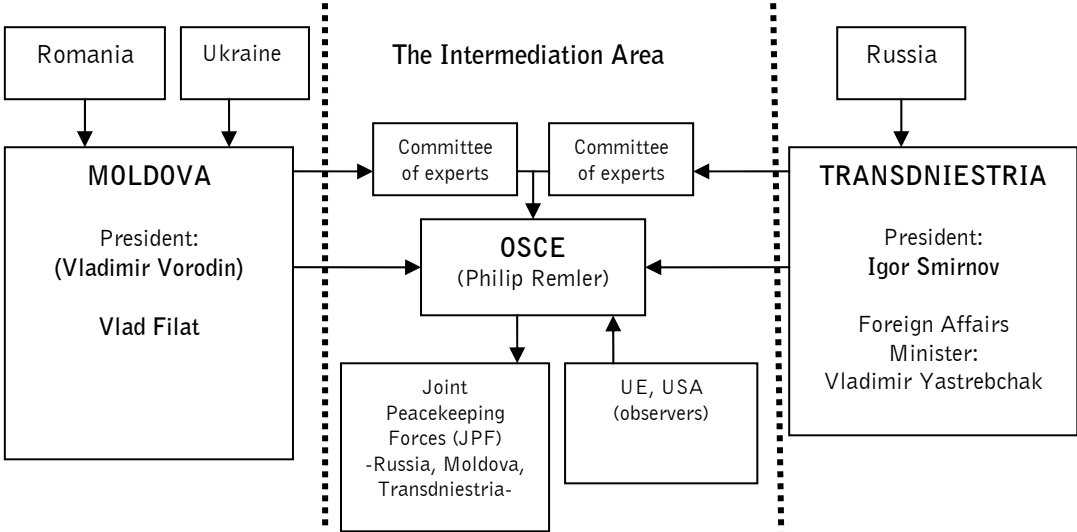 Romania
Ukraine
The Intermediation Area
Russia
MOLDOVA
President:
(Vladimir Vorodin)
Vlad Filat
Committee
of experts
Committee
of experts
OSCE
(Philip Remler)
Joint
Peacekeeping
Forces (JPF)
-Russia, Moldova,
Transdniestria-
UE, USA
(observers)
TRANSDNIESTRIA
President:
Igor Smirnov
Foreign Affairs
Minister:
Vladimir Yastrebchak